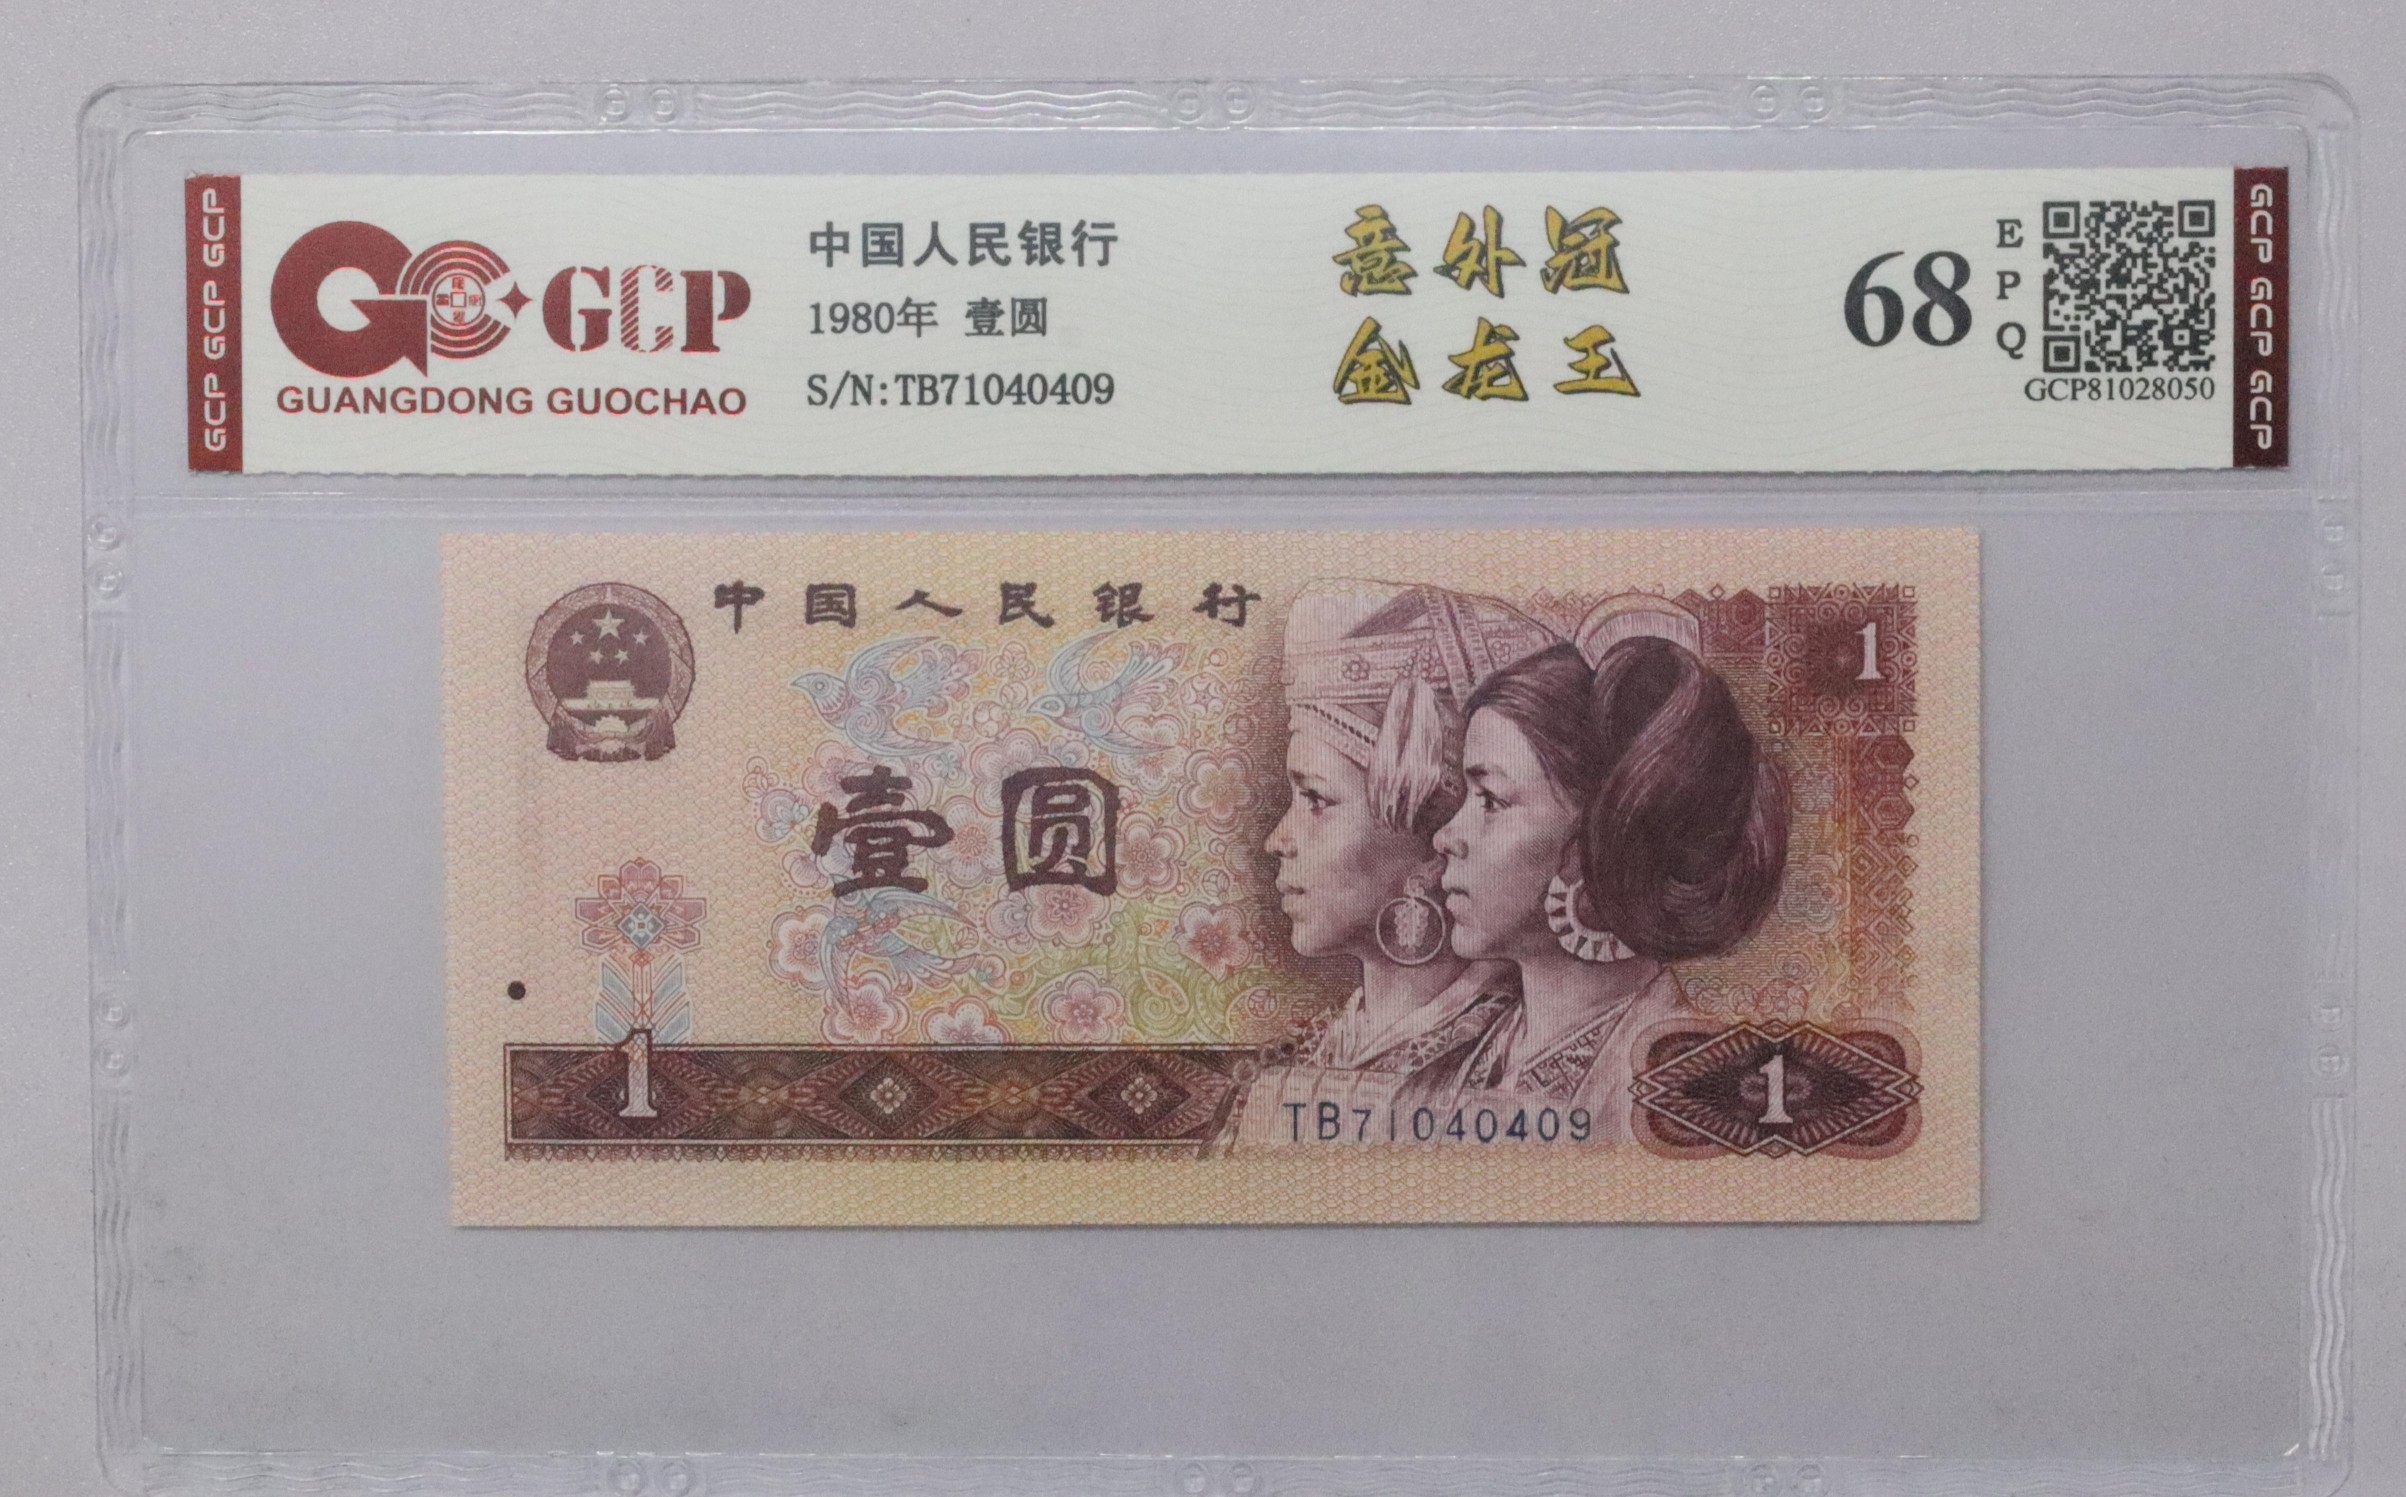 GCP GCP GCP
GCP
GUANGDONG GUOCHAO
中国人民银行
1980年 壹圆
S/N:TB71040409
意外冠
金龙王
68
EPQ
GCP81028050
GCP GCP GCP
中国人民银行
1
壹圆
1
TB71040409
1